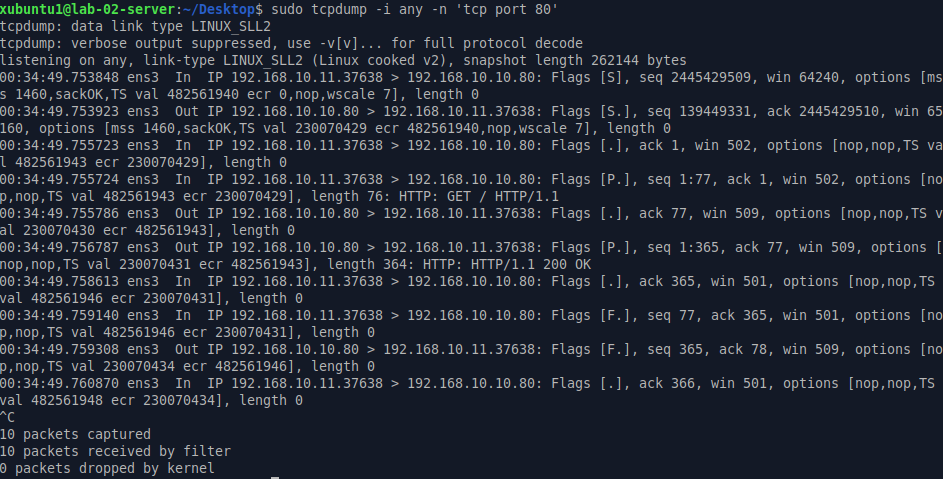 xubuntu1@lab-02-server:~/Desktop$ sudo tcpdump -i any -n 'tcp port 80'
tcpdump: data link type LINUX_SLL2
tcpdump: verbose output suppressed, use -v[v]... for full protocol decode
listening on any, link-type LINUX_SLL2 (Linux cooked v2), snapshot length 262144 bytes
00:34:49.753848 ens3  In  IP 192.168.10.11.37638 > 192.168.10.10.80: Flags [S], seq 2445429509, win 64240, options [ms
s 1460,sackOK,TS val 482561940 ecr 0,nop,wscale 7], length 0
00:34:49.753923 ens3  Out IP 192.168.10.10.80 > 192.168.10.11.37638: Flags [S.], seq 139449331, ack 2445429510, win 65
160, options [mss 1460,sackOK,TS val 230070429 ecr 482561940,nop,wscale 7], length 0
00:34:49.755723 ens3  In  IP 192.168.10.11.37638 > 192.168.10.10.80: Flags [.], ack 1, win 502, options [nop,nop,TS va
l 482561943 ecr 230070429], length 0
00:34:49.755724 ens3  In  IP 192.168.10.11.37638 > 192.168.10.10.80: Flags [P.], seq 1:77, ack 1, win 502, options [no
p,nop,TS val 482561943 ecr 230070429], length 76: HTTP: GET / HTTP/1.1
00:34:49.755786 ens3  Out IP 192.168.10.10.80 > 192.168.10.11.37638: Flags [.], ack 77, win 509, options [nop,nop,TS v
al 230070430 ecr 482561943], length 0
00:34:49.756787 ens3  Out IP 192.168.10.10.80 > 192.168.10.11.37638: Flags [P.], seq 1:365, ack 77, win 509, options [
nop,nop,TS val 230070431 ecr 482561943], length 364: HTTP: HTTP/1.1 200 OK
00:34:49.758613 ens3  In  IP 192.168.10.11.37638 > 192.168.10.10.80: Flags [.], ack 365, win 501, options [nop,nop,TS
val 482561946 ecr 230070431], length 0
00:34:49.759140 ens3  In  IP 192.168.10.11.37638 > 192.168.10.10.80: Flags [F.], seq 77, ack 365, win 501, options [no
p,nop,TS val 482561946 ecr 230070431], length 0
00:34:49.759308 ens3  Out IP 192.168.10.10.80 > 192.168.10.11.37638: Flags [F.], seq 365, ack 78, win 509, options [no
p,nop,TS val 230070434 ecr 482561946], length 0
00:34:49.760870 ens3  In  IP 192.168.10.11.37638 > 192.168.10.10.80: Flags [.], ack 366, win 501, options [nop,nop,TS
val 482561948 ecr 230070434], length 0
^C
10 packets captured
10 packets received by filter
0 packets dropped by kernel